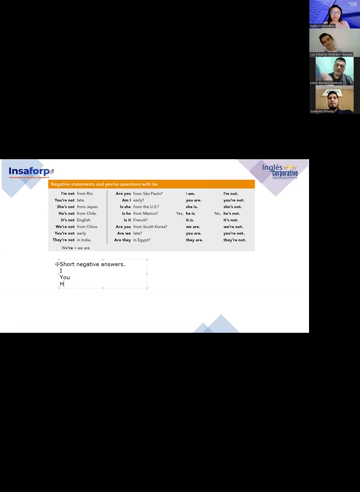 Insaforp
inglés
Corporativo
Negative statements and yes/no questions with be
I'm not from Rio. Are you from São Paulo? I am. I'm not.
You're not late. Am I early? you are. you're not.
She's not from Japan. Is she from the U.S.? she is. she's not.
He's not from Chile. Is he from Mexico? Yes, he is. No, he's not.
It's not English. Is it French? it is. it's not.
We're not from China. Are you from South Korea? we are. we're not.
You're not early. Are we late? you are. you're not.
They're not in India. Are they in Egypt? they are. they're not.
We're = we are
Short negative answers.
I
You
H